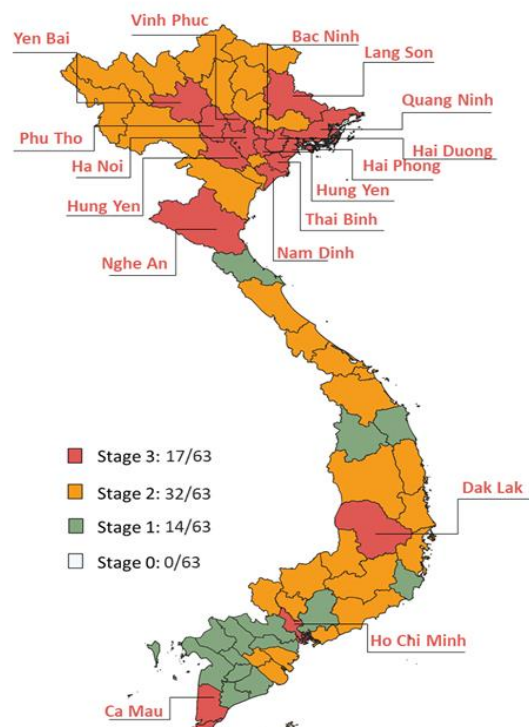 Vinh Phuc
Yen Bai
Bac Ninh
Lang Son
Quang Ninh
Phu Tho
Hai Duong
Ha Noi
Hai Phong
Hung Yen
Hung Yen
Thai Binh
Nam Dinh
Nghe An
Stage 3: 17/63
Stage 2: 32/63
Stage 1: 14/63
Stage 0: 0/63
Dak Lak
Ho Chi Minh
Ca Mau